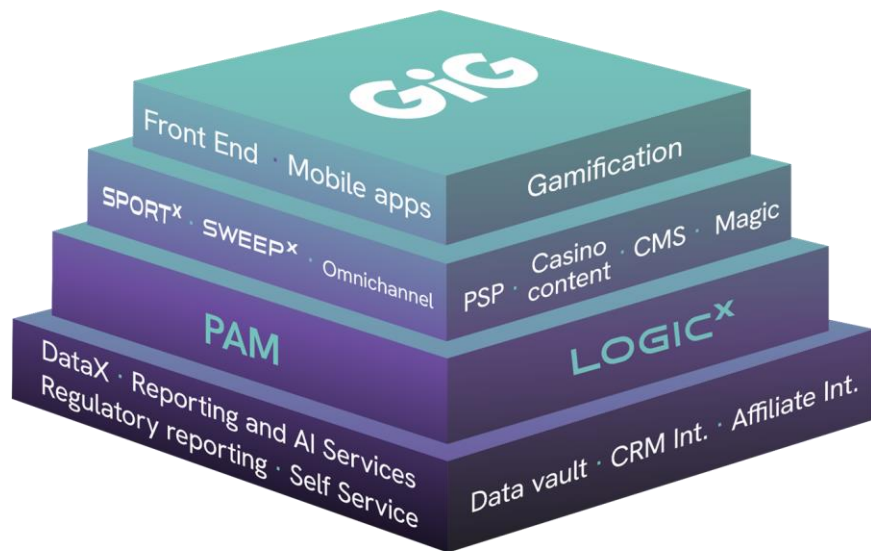 GiG
Front End · Mobile apps
Gamification
SPORTX · SWEEPX · Omnichannel
PSP · Casino content · CMS · Magic
PAM
LOGICX
DataX · Reporting and AI Services
Regulatory reporting · Self Service
Data vault · CRM Int. · Affiliate Int.